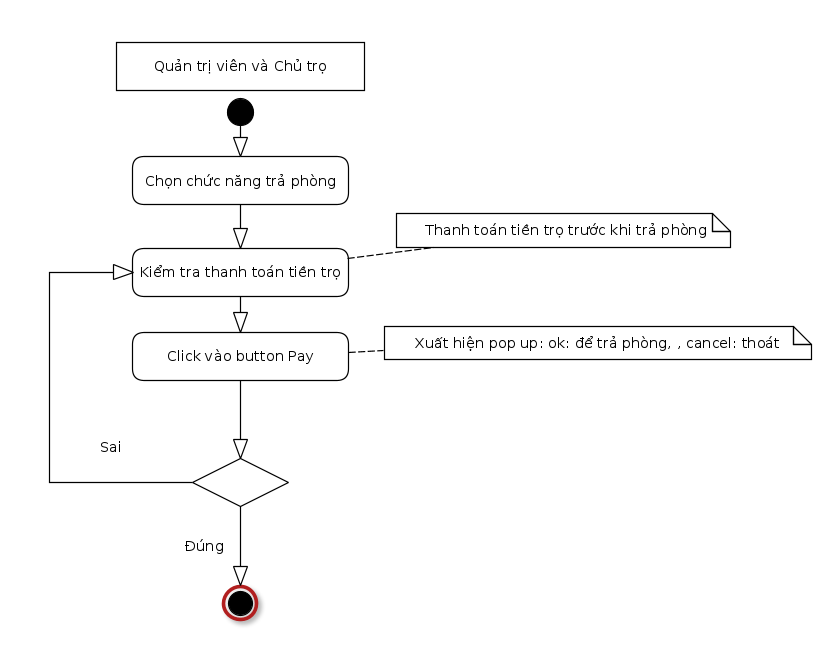 Quản trị viên và Chủ trọ
Chọn chức năng trả phòng
Thanh toán tiền trọ trước khi trả phòng
Kiểm tra thanh toán tiền trọ
Xuất hiện pop up: ok: để trả phòng, , cancel: thoát
Click vào button Pay
Sai
Đúng